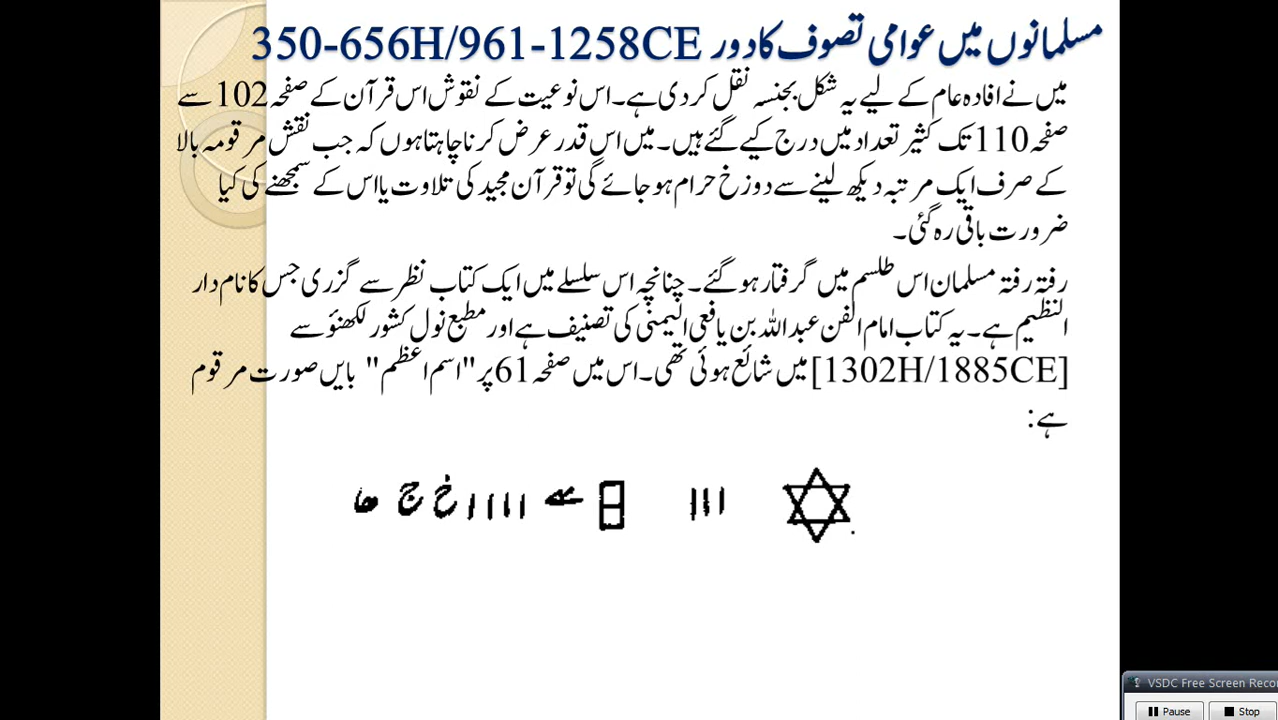 مسلمانوں میں عوامی تصوف کا دور 350-656H/961-1258CE
میں نے افادہ عام کے لیے یہ شکل بجنسہ نقل کر دی ہے۔ اس نوعیت کے نقوش اس قرآن کے صفحہ 102 سے
صفحہ 110 تک کثیر تعداد میں درج کیے گئے ہیں۔ میں اس قدر عرض کرنا چاہتا ہوں کہ جب نقش مرقومہ بالا
کے صرف ایک مرتبہ دیکھ لینے سے دوزخ حرام ہو جائے گی تو قرآن مجید کی تلاوت یا اس کے سمجھنے کی کیا
ضرورت باقی رہ گئی۔
رفتہ رفتہ مسلمان اس طلسم میں گرفتار ہو گئے۔ چنانچہ اس سلسلے میں ایک کتاب نظر سے گزری جس کا نام دار
النظیم ہے۔ یہ کتاب امام الفن عبد اللہ بن یافعی الیمنی کی تصنیف ہے اور مطبع نول کشور لکھنؤ سے
[1302H/1885CE] میں شائع ہوئی تھی۔ اس میں صفحہ 61 پر "اسم اعظم" بایں صورت مرقوم
ہے:
VSDC Free Screen Reco
Pause Stop